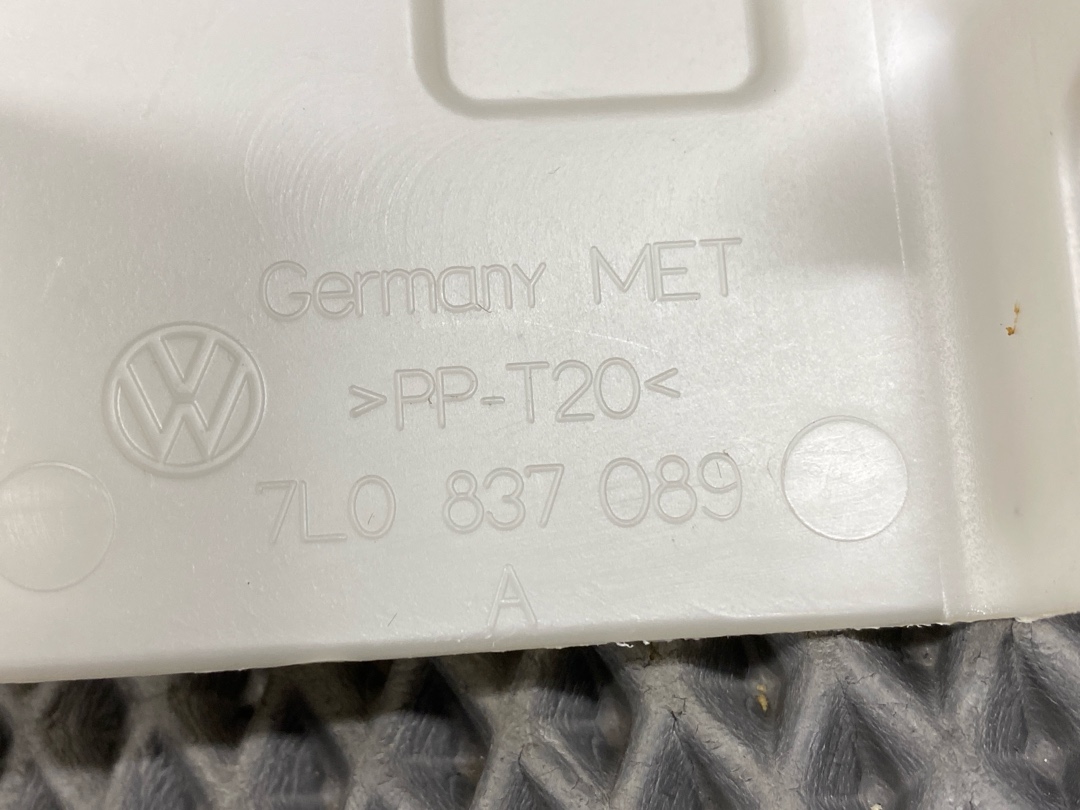 Germany MET
>PP-T20<
7L0 837 089
A